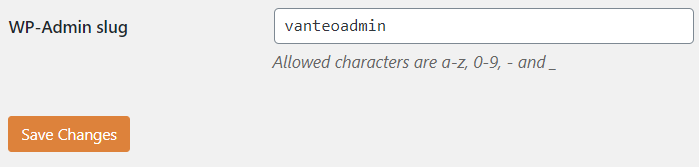 WP-Admin slug
vanteoadmin
Allowed characters are a-z, 0-9, - and _
Save Changes